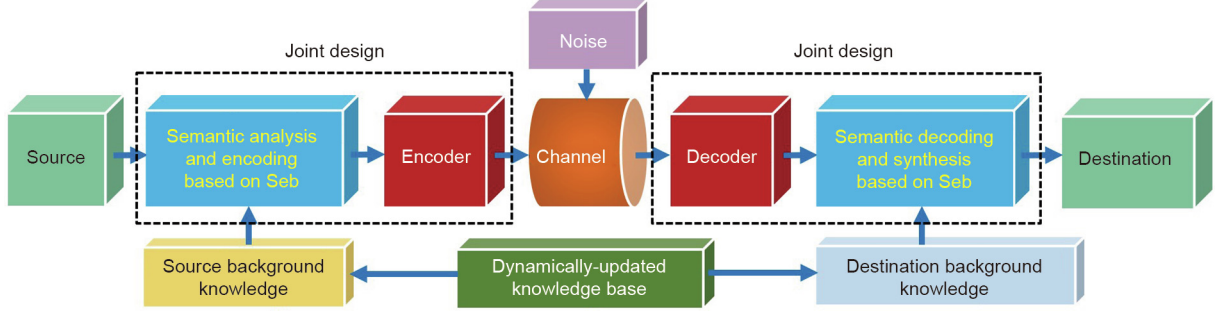 Noise
Joint design
Joint design
Source
Semantic analysis
and encoding
based on Seb
Encoder
Channel
Decoder
Semantic decoding
and synthesis
based on Seb
Destination
Source background
knowledge
Dynamically-updated
knowledge base
Destination background
knowledge